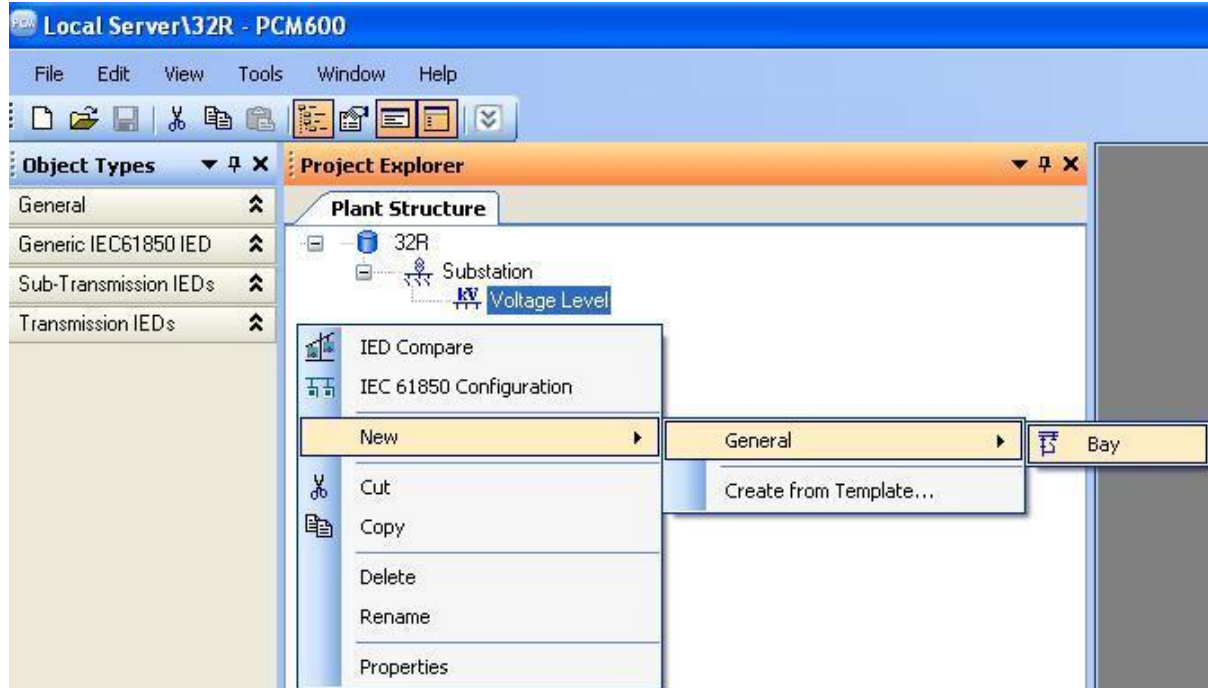 Local Server\32R - PCM600
File Edit View Tools Window Help
Object Types
Project Explorer
General
Plant Structure
Generic IEC61850 IED
32R
Sub-Transmission IEDs
Substation
kV Voltage Level
Transmission IEDs
IED Compare
IEC 61850 Configuration
New
General
Bay
Cut
Create from Template...
Copy
Delete
Rename
Properties